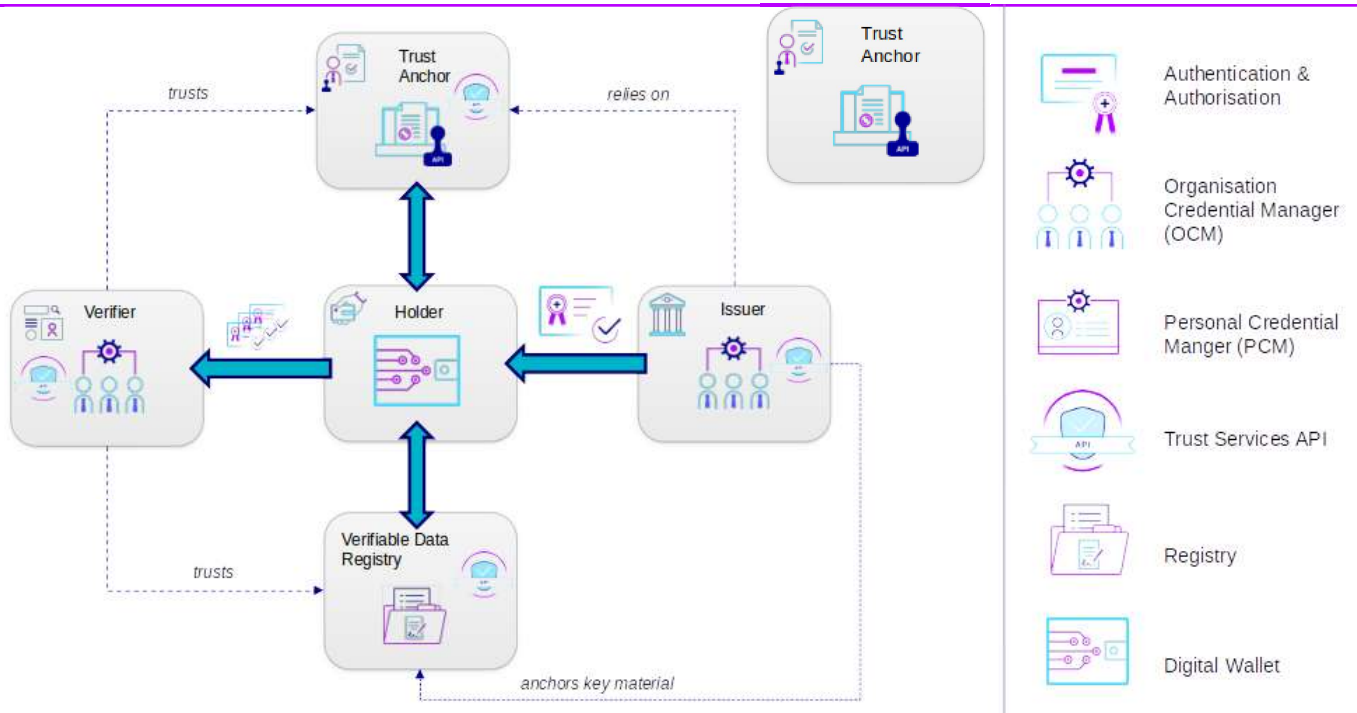 Trust
Anchor
API
trusts
relies on
Trust
Anchor
API
Verifier
Holder
Issuer
Verifiable Data
Registry
trusts
anchors key material
Authentication &
Authorisation
Organisation
Credential Manager
(OCM)
Personal Credential
Manger (PCM)
API
Trust Services API
Registry
Digital Wallet